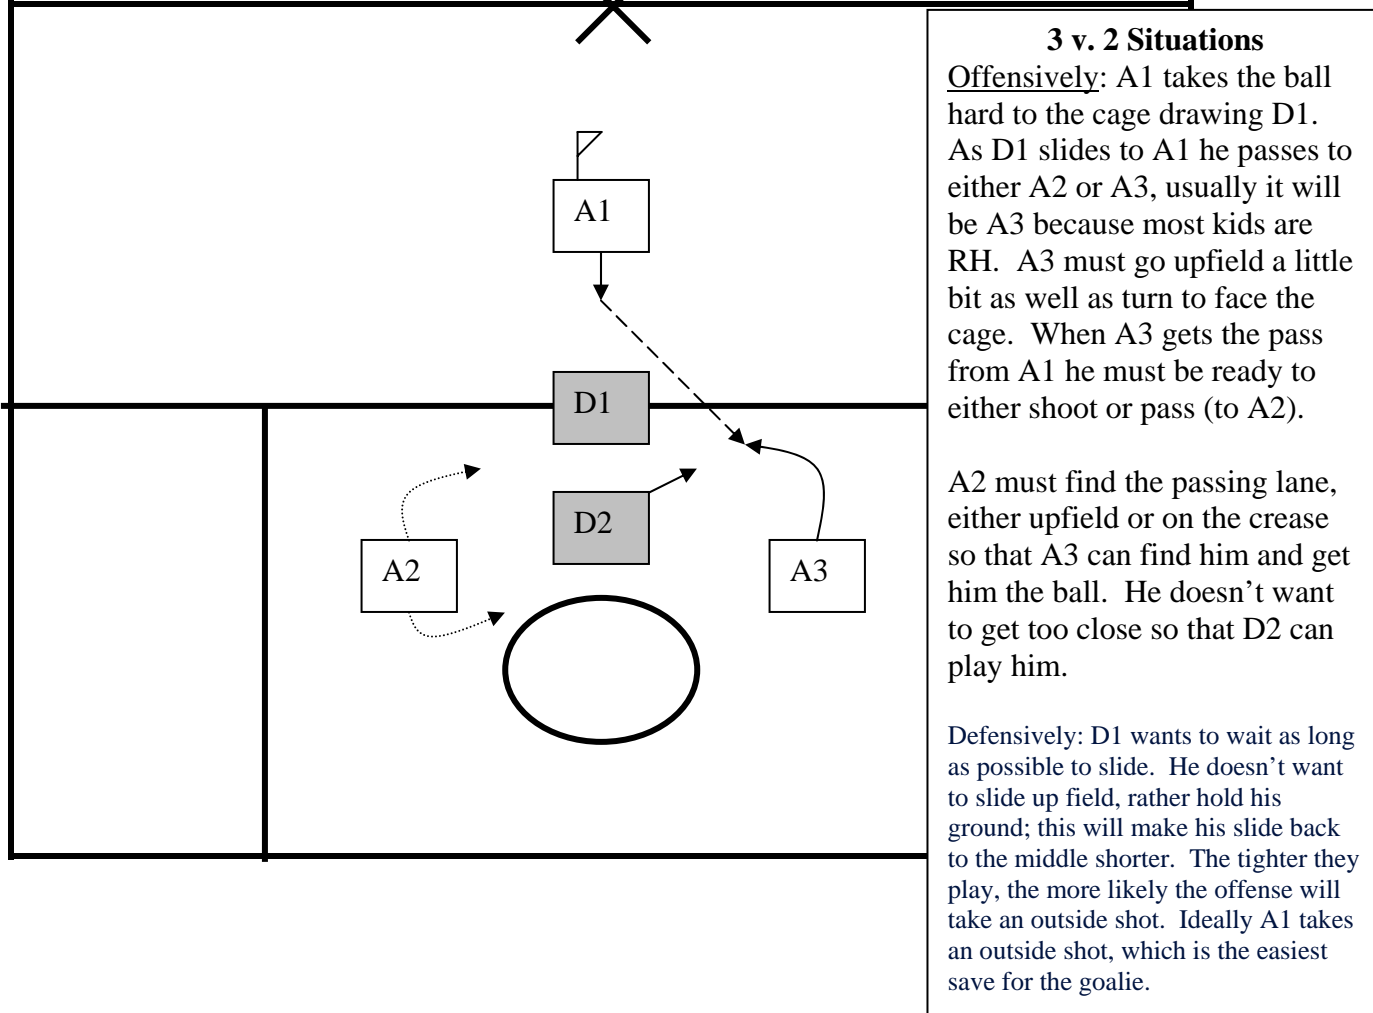 3 v. 2 Situations
Offensively: A1 takes the ball
hard to the cage drawing D1.
As D1 slides to A1 he passes to
either A2 or A3, usually it will
be A3 because most kids are
RH.  A3 must go upfield a little
bit as well as turn to face the
cage.  When A3 gets the pass
from A1 he must be ready to
either shoot or pass (to A2).
A2 must find the passing lane,
either upfield or on the crease
so that A3 can find him and get
him the ball.  He doesn’t want
to get too close so that D2 can
play him.
Defensively: D1 wants to wait as long
as possible to slide.  He doesn’t want
to slide up field, rather hold his
ground; this will make his slide back
to the middle shorter.  The tighter they
play, the more likely the offense will
take an outside shot.  Ideally A1 takes
an outside shot, which is the easiest
save for the goalie.
A1
D1
D2
A2
A3